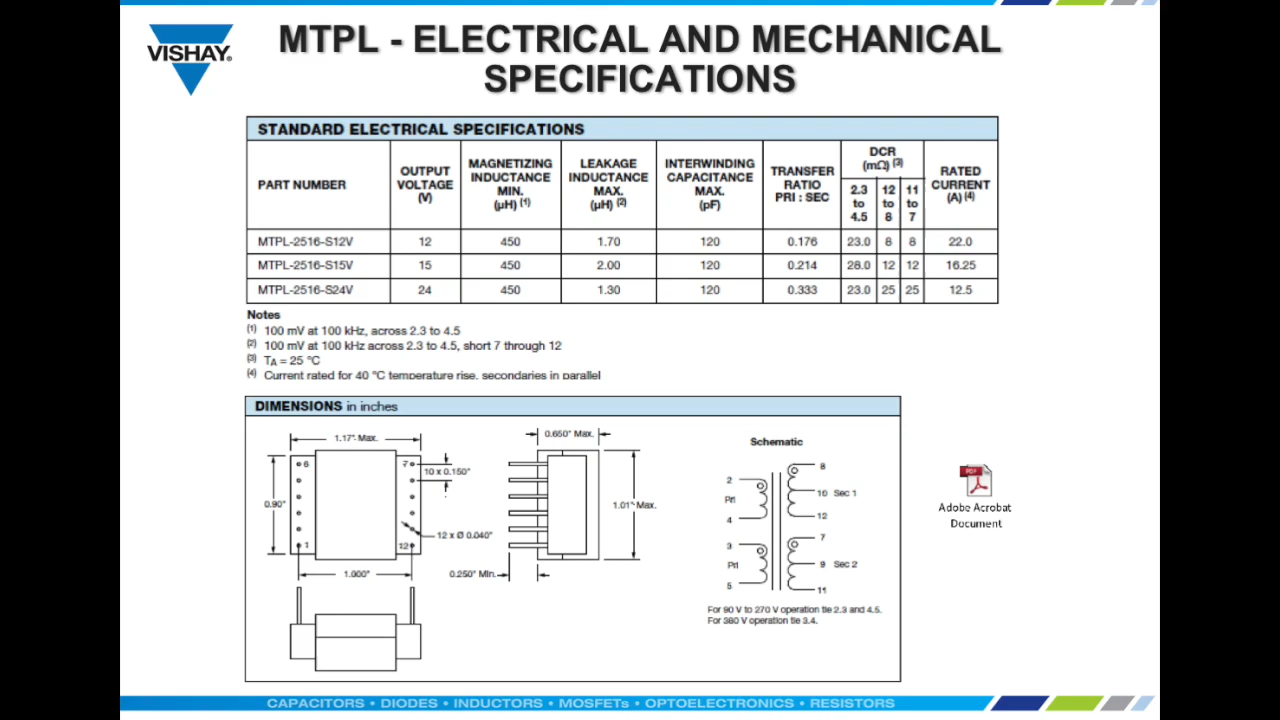 VISHAY®
MTPL - ELECTRICAL AND MECHANICAL
SPECIFICATIONS
STANDARD ELECTRICAL SPECIFICATIONS
PART NUMBER
OUTPUT
VOLTAGE
(V)
MAGNETIZING
INDUCTANCE
MIN.
(μH) (1)
LEAKAGE
INDUCTANCE
MAX.
(μH) (2)
INTERWINDING
CAPACITANCE
MAX.
(pF)
TRANSFER
RATIO
PRI : SEC
DCR
(mΩ) (3)
2.3
to
4.5
12
to
8
11
to
7
RATED
CURRENT
(A) (4)
MTPL-2516-S12V 12 450 1.70 120 0.176 23.0 8 8 22.0
MTPL-2516-S15V 15 450 2.00 120 0.214 28.0 12 12 16.25
MTPL-2516-S24V 24 450 1.30 120 0.333 23.0 25 25 12.5
Notes
(1) 100 mV at 100 kHz, across 2.3 to 4.5
(2) 100 mV at 100 kHz across 2.3 to 4.5, short 7 through 12
(3) TA = 25 °C
(4) Current rated for 40 °C temperature rise, secondaries in parallel
DIMENSIONS in inches
1.17" Max.
6
7
10 x 0.150"
0.90"
12 x Ø 0.040"
1
12
1.000"
0.650" Max.
1.01" Max.
0.250" Min.
Schematic
2
Pri
4
3
Pri
5
8
10 Sec 1
12
7
9 Sec 2
11
For 90 V to 270 V operation tie 2.3 and 4.5.
For 380 V operation tie 3.4.
PDF
Adobe Acrobat
Document
CAPACITORS • DIODES • INDUCTORS • MOSFETs • OPTOELECTRONICS • RESISTORS